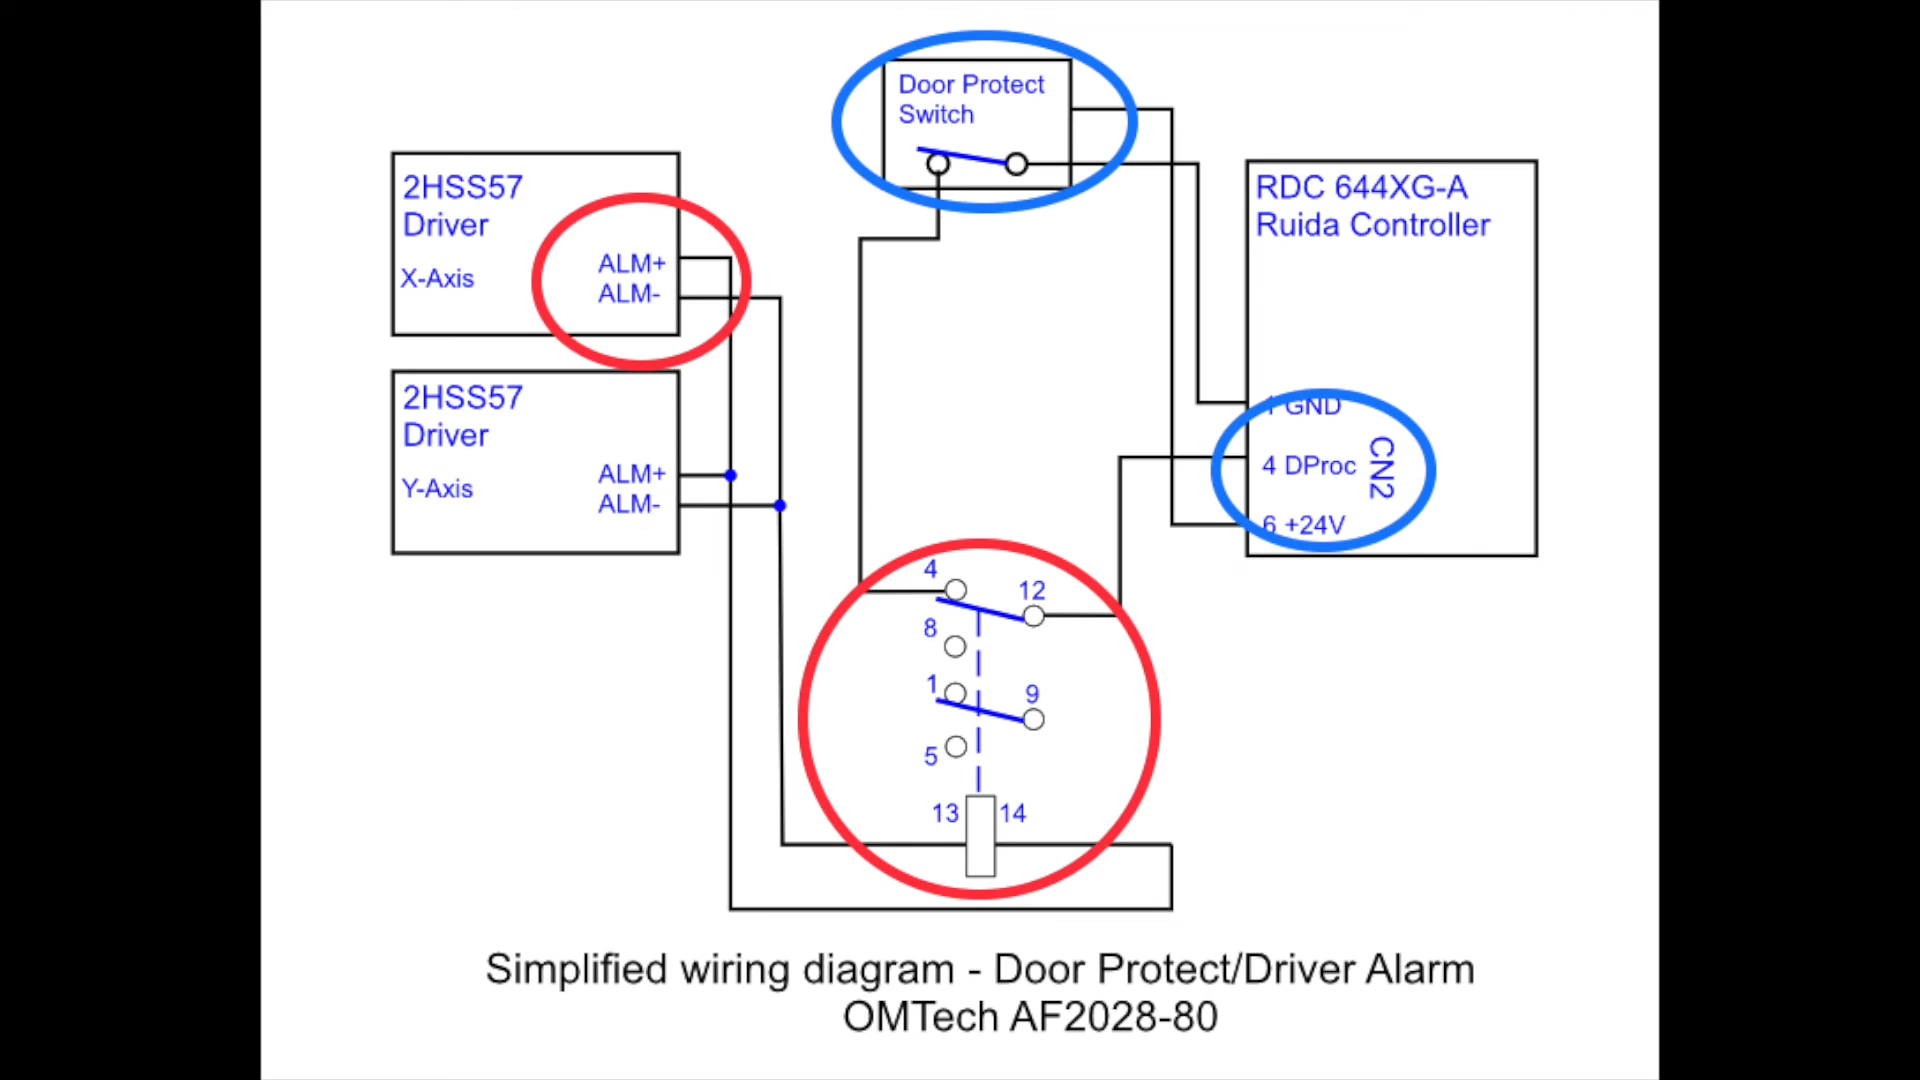 Door Protect
Switch
2HSS57
Driver
X-Axis
ALM+
ALM-
RDC 644XG-A
Ruida Controller
2HSS57
Driver
Y-Axis
ALM+
ALM-
GND
4 DProc
CN2
6 +24V
4
12
8
1
9
5
13
14
Simplified wiring diagram - Door Protect/Driver Alarm
OMTech AF2028-80